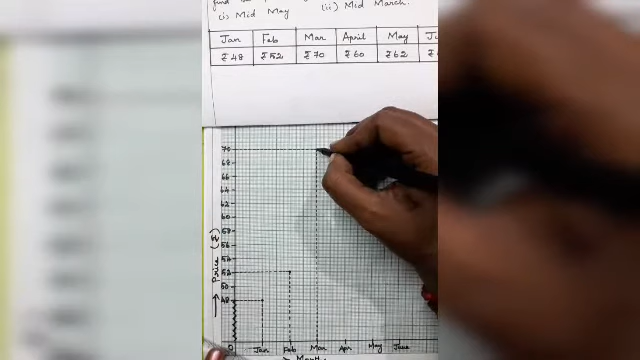 (i) Mid May (ii) Mid March.
Jan Feb Mar April May
₹48 ₹52 ₹70 ₹60 ₹62
70
68
66
64
62
60
58
56
54
52
50
48
0
Price (₹)
Jan Feb Mar Apr May June